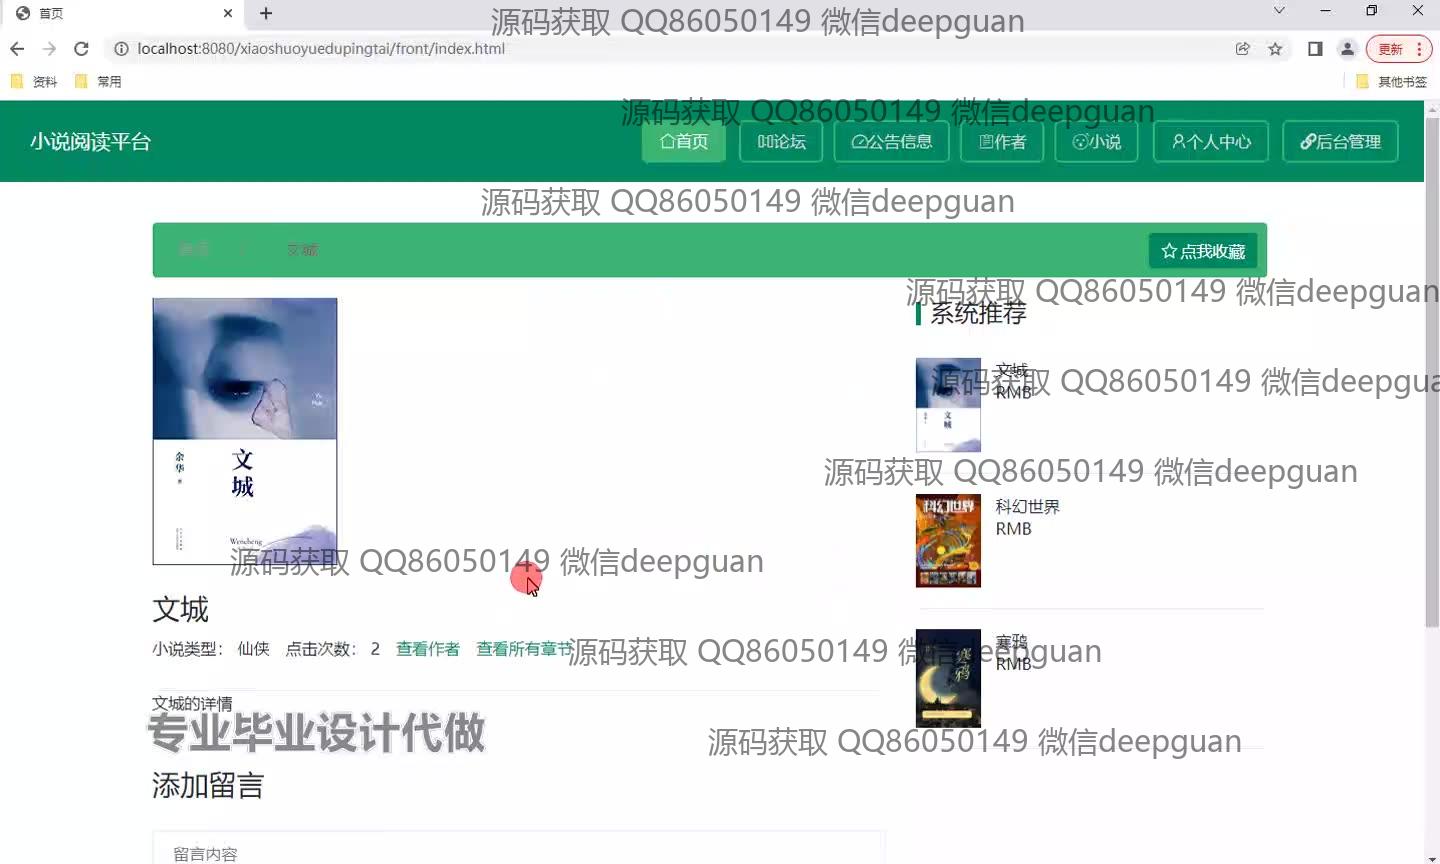 首页
源码获取 QQ86050149 微信deepguan
localhost:8080/xiaoshuoyuedupingtai/front/index.html
更新
资料
常用
其他书签
源码获取 QQ86050149 微信deepguan
小说阅读平台
首页
论坛
公告信息
作者
小说
个人中心
后台管理
源码获取 QQ86050149 微信deepguan
首页 / 文城
点我收藏
源码获取 QQ86050149 微信deepguan
系统推荐
文城
RMB
源码获取 QQ86050149 微信deepgua
余华
文城
Wencheng
源码获取 QQ86050149 微信deepguan
科幻世界
科幻世界
RMB
源码获取 QQ86050149 微信deepguan
文城
小说类型: 仙侠 点击次数: 2 查看作者 查看所有章节
源码获取 QQ86050149 微信deepguan
寒鸦
寒鸦
RMB
文城的详情
专业毕业设计代做
源码获取 QQ86050149 微信deepguan
添加留言
留言内容